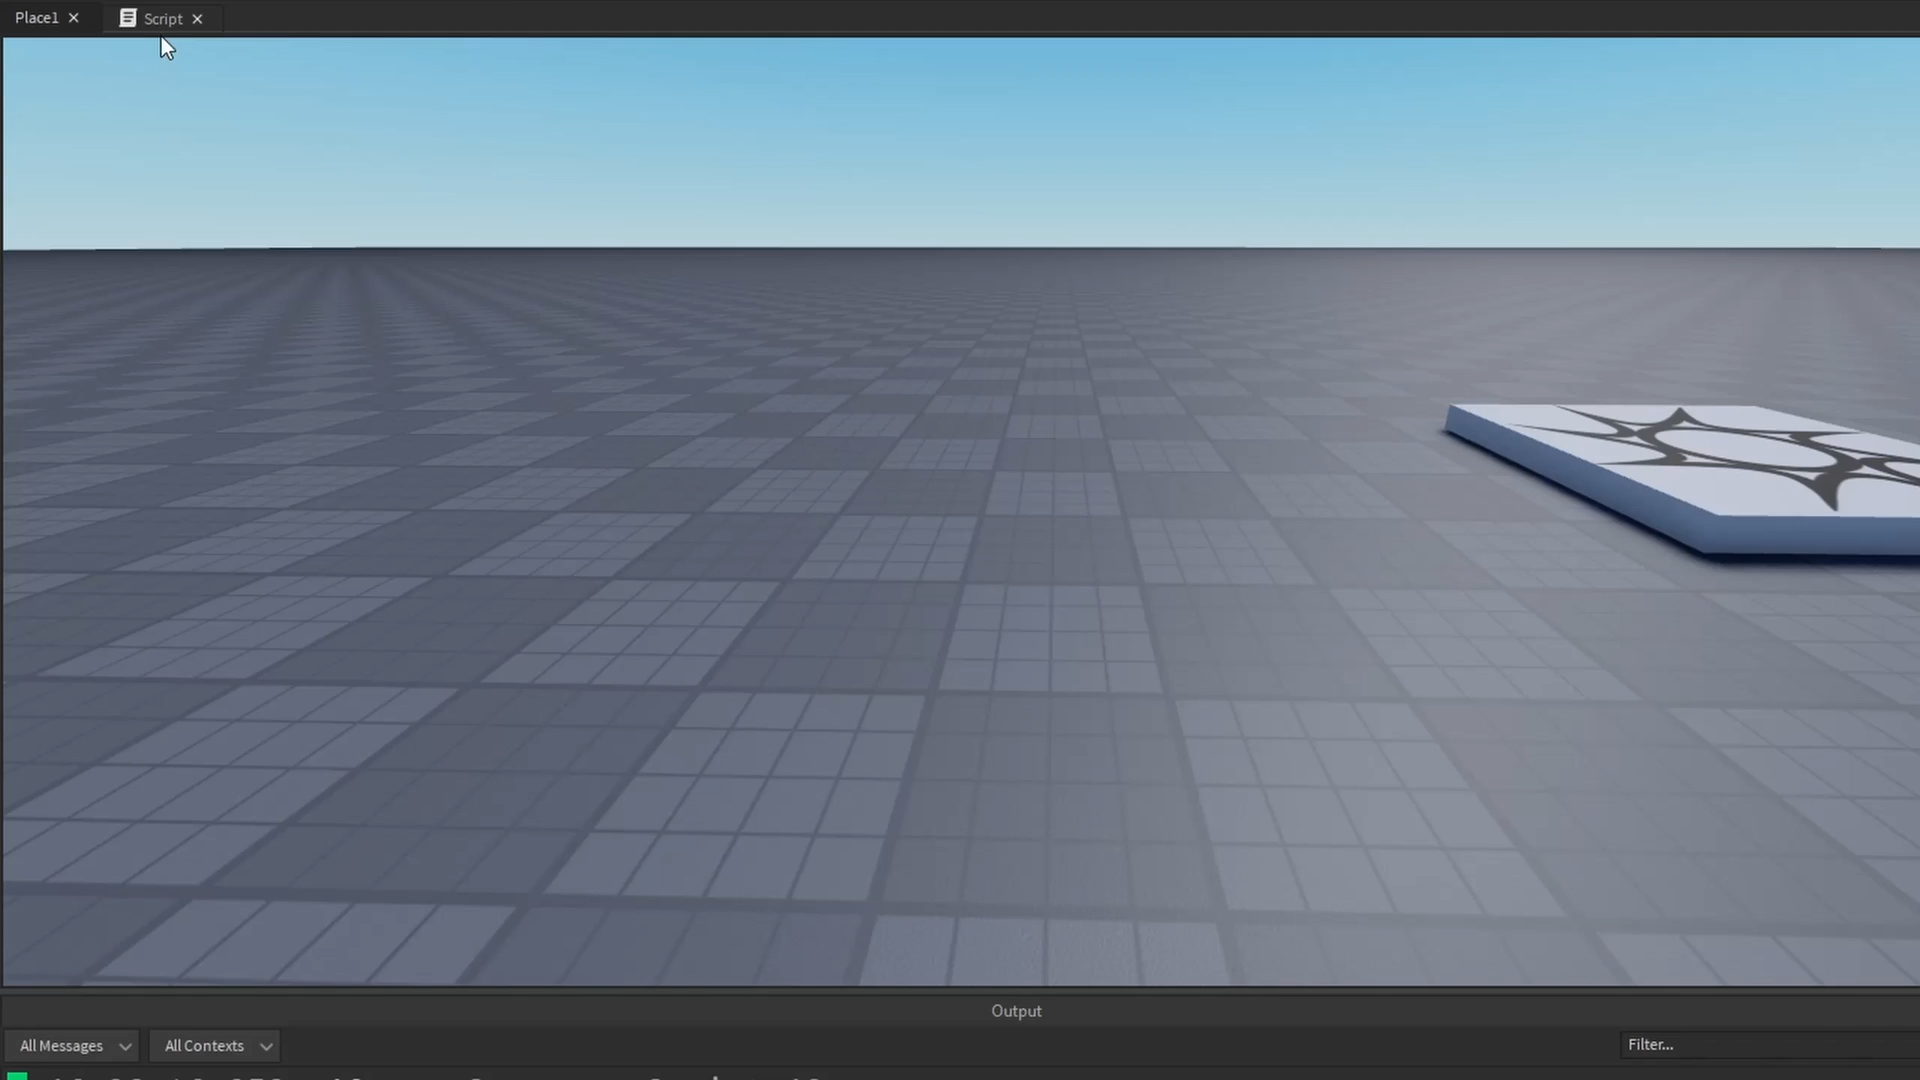 Place1
Script
Output
All Messages
All Contexts
Filter...